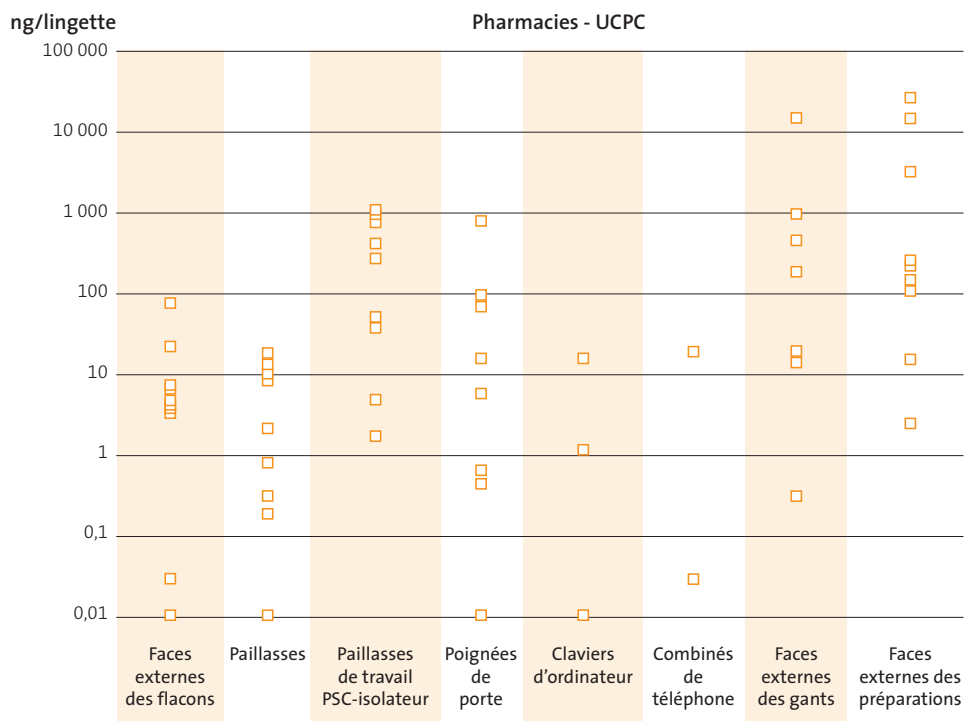 ng/lingette
Pharmacies - UCPC
100 000
10 000
1 000
100
10
1
0,1
0,01
Faces
externes
des flacons
Paillasses
Paillasses
de travail
PSC-isolateur
Poignées
de
porte
Claviers
d'ordinateur
Combinés
de
téléphone
Faces
externes
des gants
Faces
externes des
préparations